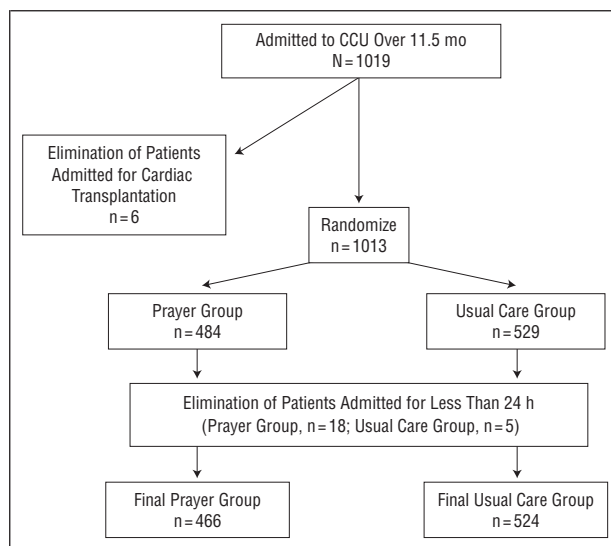 Admitted to CCU Over 11.5 mo
N = 1019
Elimination of Patients
Admitted for Cardiac
Transplantation
n = 6
Randomize
n = 1013
Prayer Group
n = 484
Usual Care Group
n = 529
Elimination of Patients Admitted for Less Than 24 h
(Prayer Group, n = 18; Usual Care Group, n = 5)
Final Prayer Group
n = 466
Final Usual Care Group
n = 524